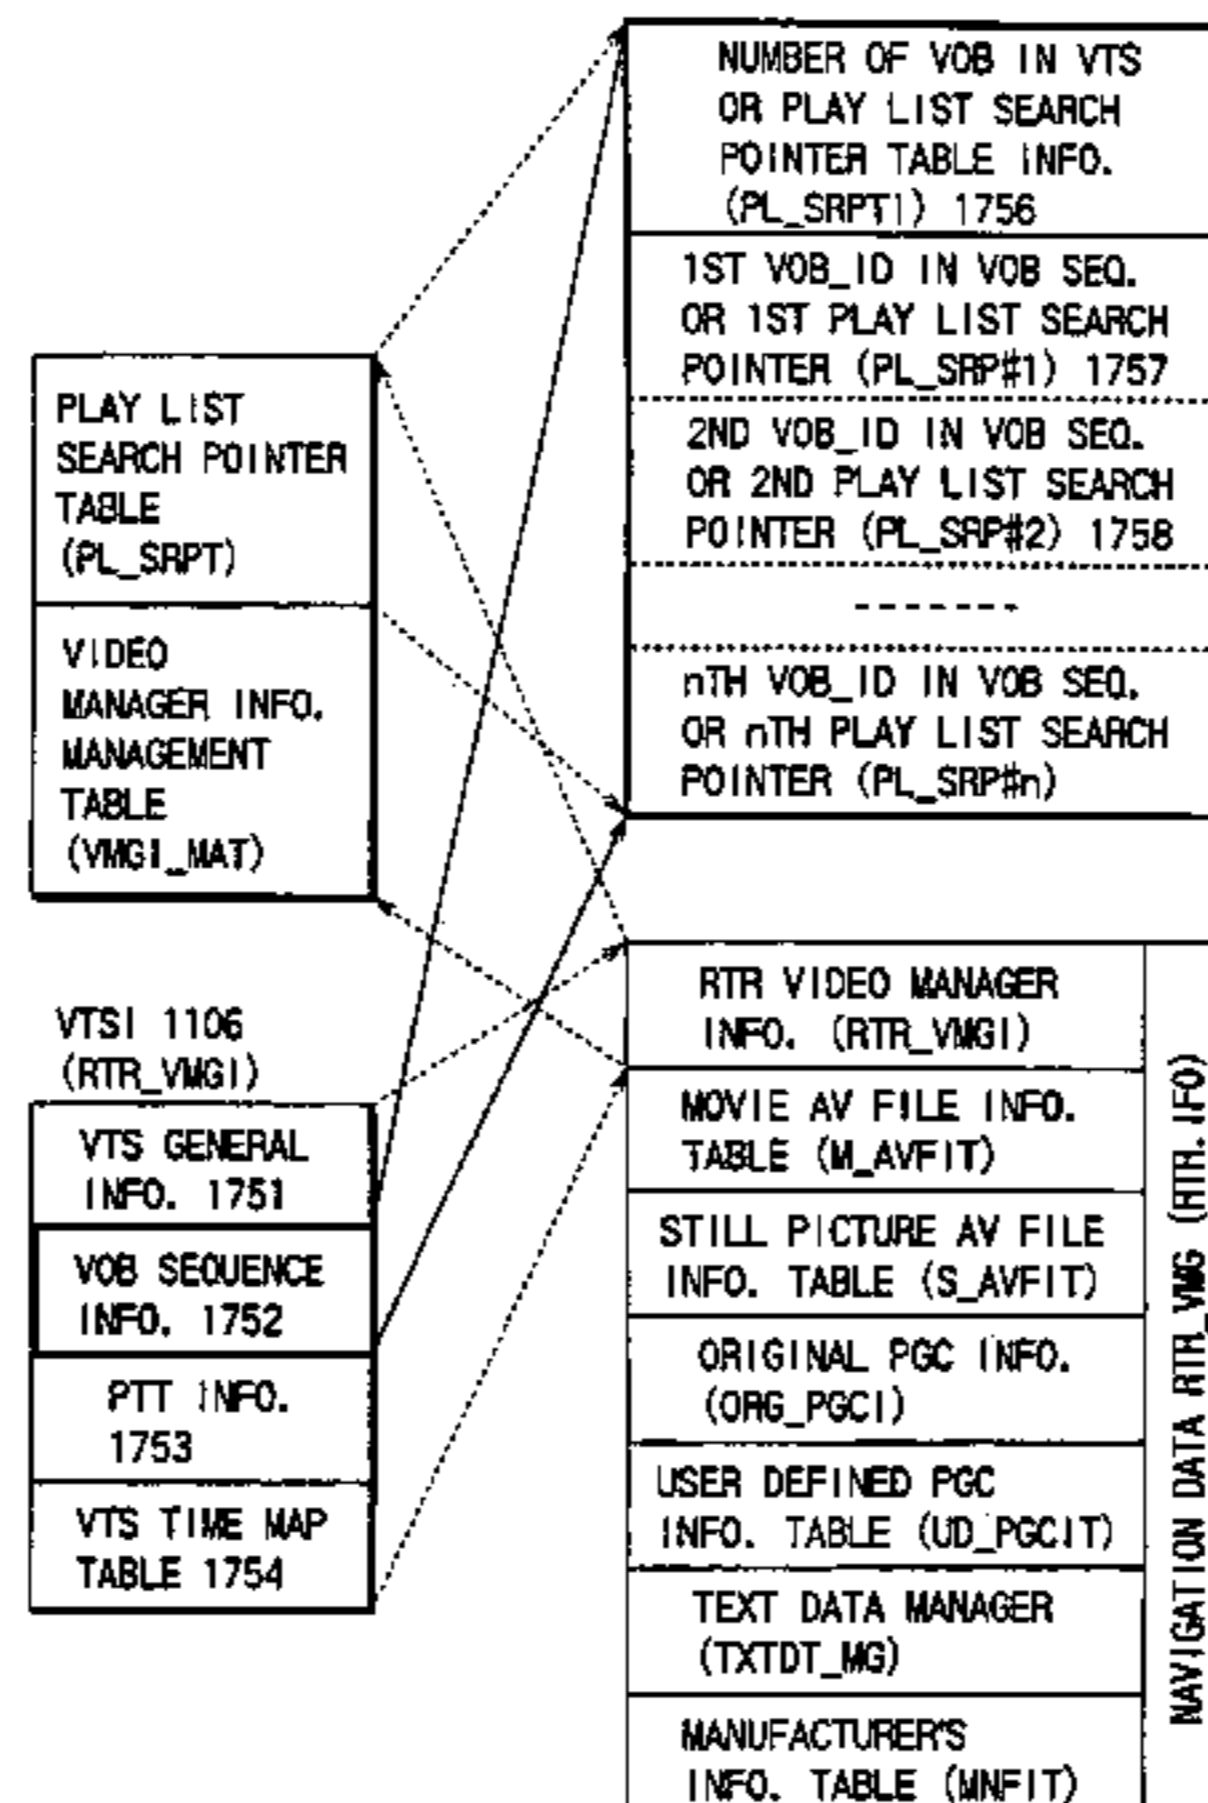 NUMBER OF VOB IN VTS
OR PLAY LIST SEARCH
POINTER TABLE INFO.
(PL_SRPTI) 1756
1ST VOB_ID IN VOB SEQ.
OR 1ST PLAY LIST SEARCH
POINTER (PL_SRP#1) 1757
2ND VOB_ID IN VOB SEQ.
OR 2ND PLAY LIST SEARCH
POINTER (PL_SRP#2) 1758
nTH VOB_ID IN VOB SEQ.
OR nTH PLAY LIST SEARCH
POINTER (PL_SRP#n)
PLAY LIST
SEARCH POINTER
TABLE
(PL_SRPT)
VIDEO
MANAGER INFO.
MANAGEMENT
TABLE
(VMGI_MAT)
VTSI 1106
(RTR_VMGI)
VTS GENERAL
INFO. 1751
VOB SEQUENCE
INFO. 1752
PTT INFO.
1753
VTS TIME MAP
TABLE 1754
RTR VIDEO MANAGER
INFO. (RTR_VMGI)
MOVIE AV FILE INFO.
TABLE (M_AVFIT)
STILL PICTURE AV FILE
INFO. TABLE (S_AVFIT)
ORIGINAL PGC INFO.
(ORG_PGCI)
USER DEFINED PGC
INFO. TABLE (UD_PGCIT)
TEXT DATA MANAGER
(TXTDT_MG)
MANUFACTURER'S
INFO. TABLE (MNFIT)
NAVIGATION DATA RTR_VMG (RTR.IFO)